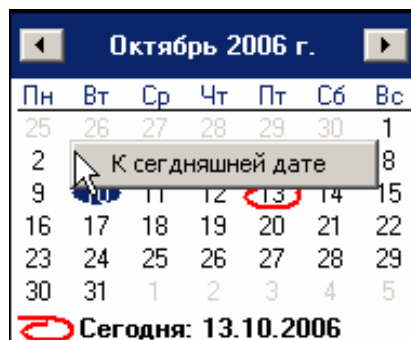 Октябрь 2006 г.
Пн Вт Ср Чт Пт Сб Вс
25 26 27 28 29 30 1
2 К сегдняшней дате 8
9 10 11 12 13 14 15
16 17 18 19 20 21 22
23 24 25 26 27 28 29
30 31 1 2 3 4 5
Сегодня: 13.10.2006